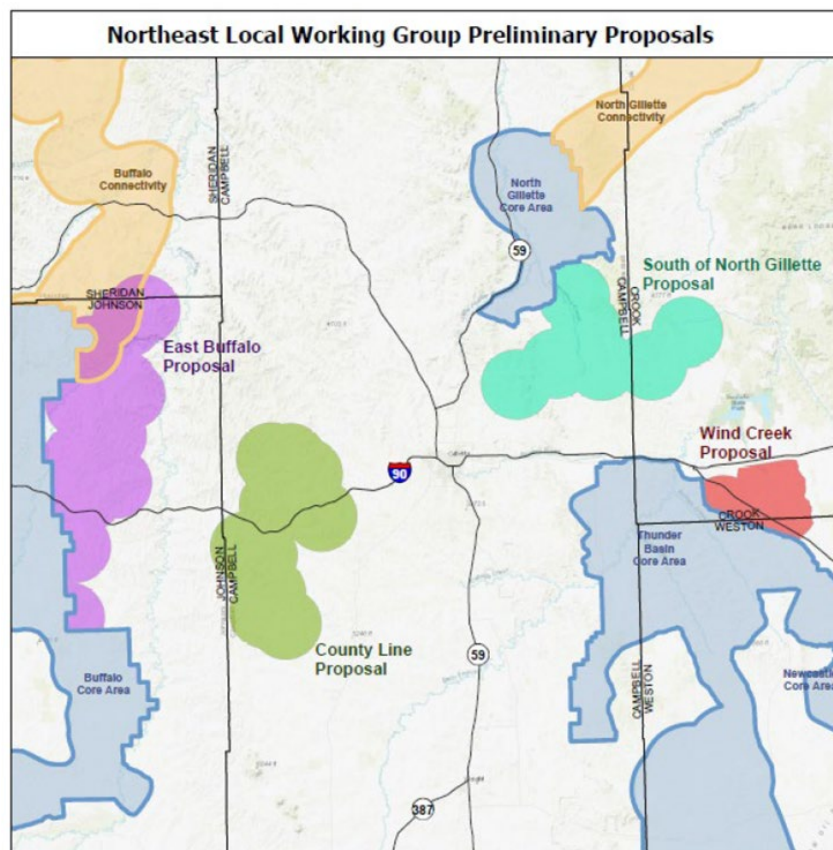 Northeast Local Working Group Preliminary Proposals
North Gillette
Connectivity
Buffalo
Connectivity
SHERIDAN
CAMPBELL
North
Gillette
Core Area
59
South of North Gillette
Proposal
CAMPBELL
CROOK
SHERIDAN
JOHNSON
East Buffalo
Proposal
Wind Creek
Proposal
90
CROOK
WESTON
Thunder
Basin
Core Area
JOHNSON
CAMPBELL
County Line
Proposal
59
Buffalo
Core Area
CAMPBELL
WESTON
Newcastle
Core Area
387